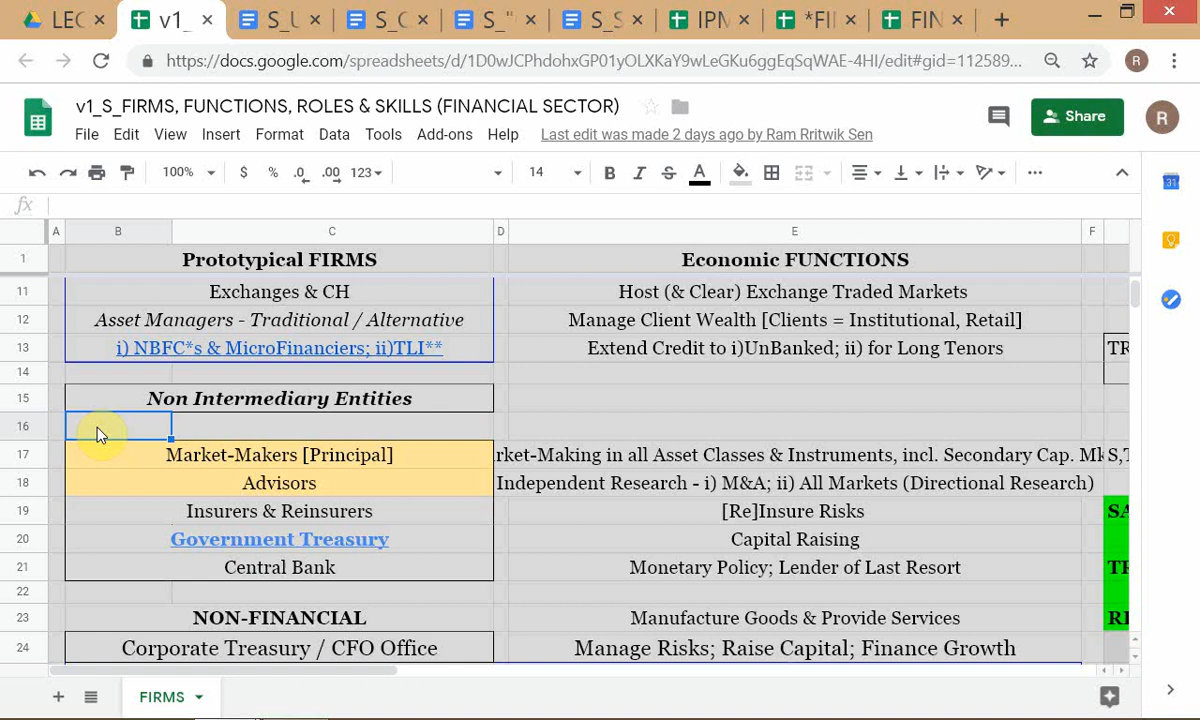 LEC
v1_
S_U
S_C
S_"
S_S
IPM
*FII
FIN
https://docs.google.com/spreadsheets/d/1D0wJCPhdohxGP01yOLXKaY9wLeGKu6ggEqSqWAE-4HI/edit#gid=112589...
R
v1_S_FIRMS, FUNCTIONS, ROLES & SKILLS (FINANCIAL SECTOR)
File Edit View Insert Format Data Tools Add-ons Help Last edit was made 2 days ago by Ram Rritwik Sen
Share
R
100% $ % .0 .00 123 14 B I S A
fx
A B C D E F
1 Prototypical FIRMS Economic FUNCTIONS
11 Exchanges & CH Host (& Clear) Exchange Traded Markets
12 Asset Managers - Traditional / Alternative Manage Client Wealth [Clients = Institutional, Retail]
13 i) NBFC*s & MicroFinanciers; ii)TLI** Extend Credit to i)UnBanked; ii) for Long Tenors TR
14
15 Non Intermediary Entities
16
17 Market-Makers [Principal] rket-Making in all Asset Classes & Instruments, incl. Secondary Cap. Mk S,T
18 Advisors Independent Research - i) M&A; ii) All Markets (Directional Research)
19 Insurers & Reinsurers [Re]Insure Risks SA
20 Government Treasury Capital Raising
21 Central Bank Monetary Policy; Lender of Last Resort TR
22
23 NON-FINANCIAL Manufacture Goods & Provide Services RI
24 Corporate Treasury / CFO Office Manage Risks; Raise Capital; Finance Growth
FIRMS
31